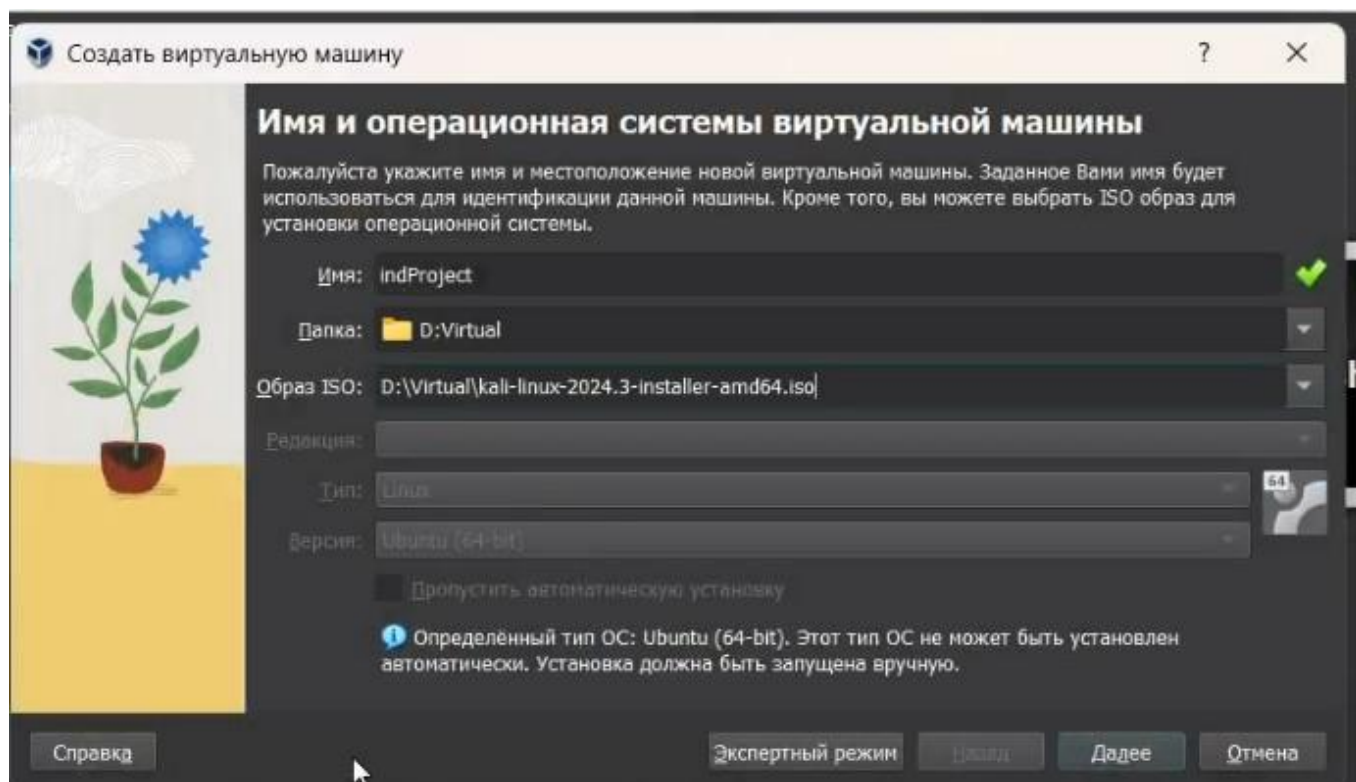 Создать виртуальную машину
?
Имя и операционная системы виртуальной машины
Пожалуйста укажите имя и местоположение новой виртуальной машины. Заданное Вами имя будет
использоваться для идентификации данной машины. Кроме того, вы можете выбрать ISO образ для
установки операционной системы.
Имя: indProject
Папка: D:Virtual
Образ ISO: D:\Virtual\kali-linux-2024.3-installer-amd64.iso
Редакция:
Тип: Linux
64
Версия: Ubuntu (64-bit)
Пропустить автоматическую установку
Определённый тип ОС: Ubuntu (64-bit). Этот тип ОС не может быть установлен
автоматически. Установка должна быть запущена вручную.
Справка Экспертный режим Назад Далее Отмена